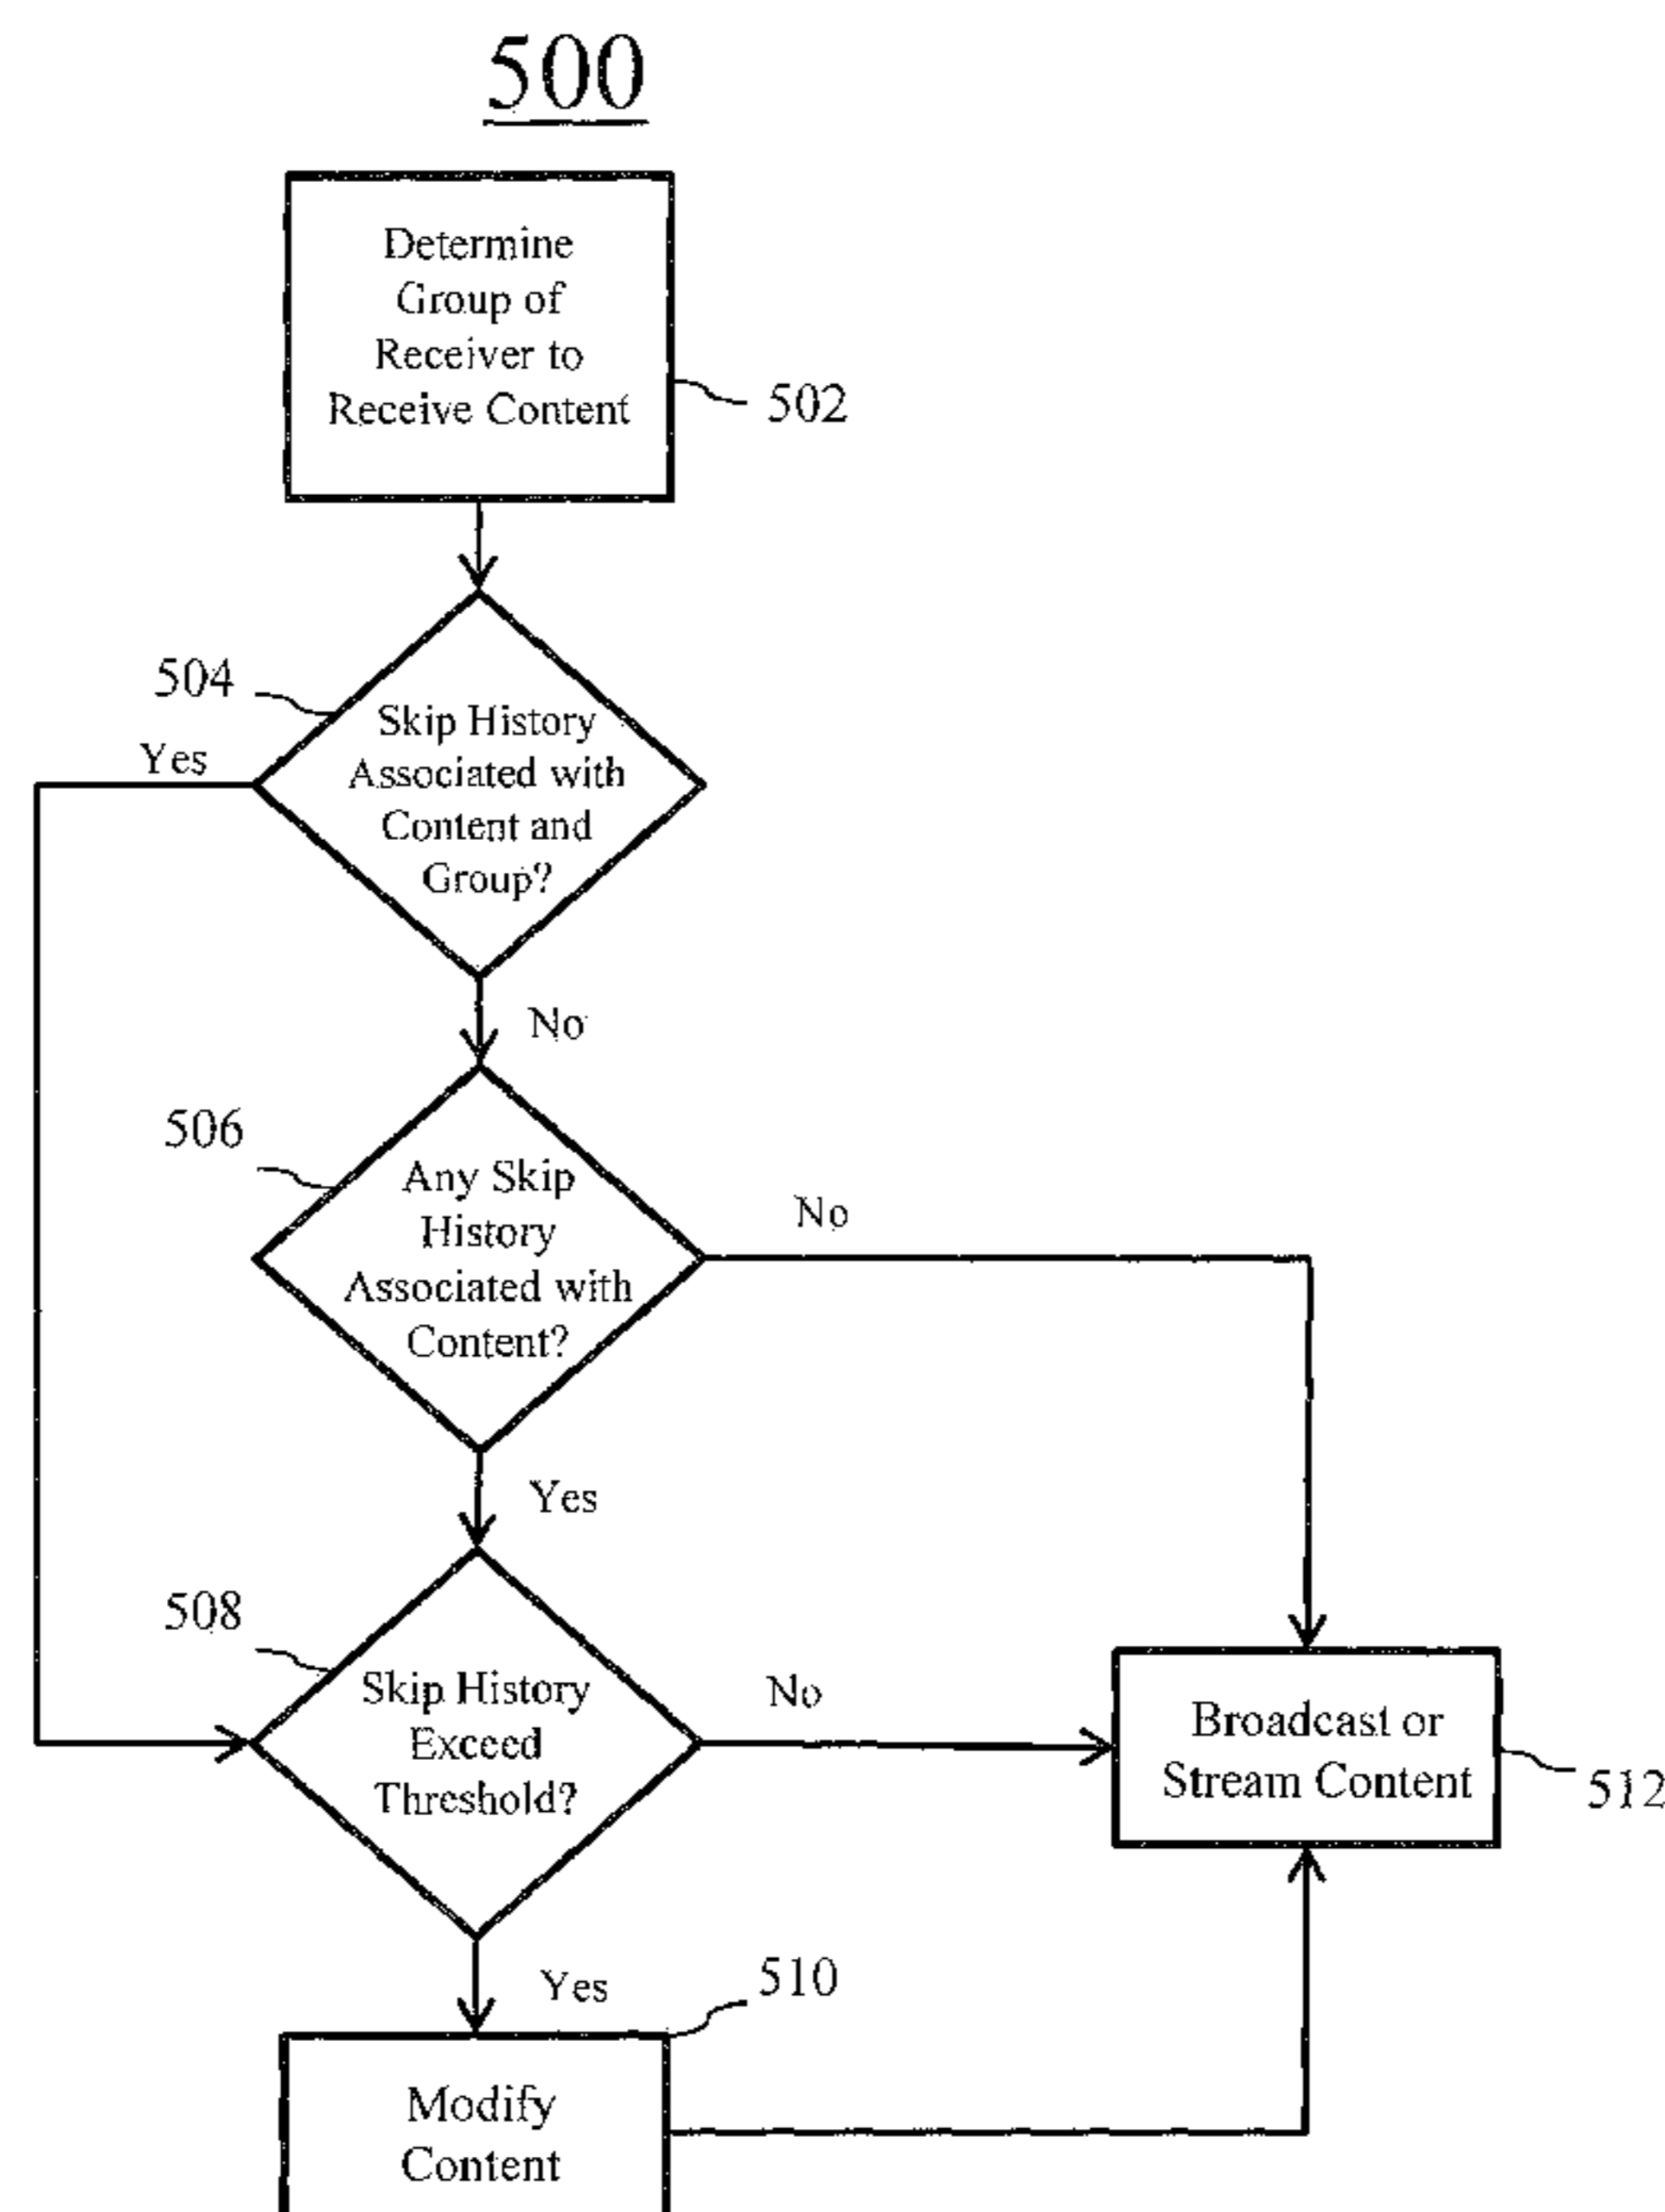 500
Determine
Group of
Receiver to
Receive Content
502
504
Yes
Skip History
Associated with
Content and
Group?
No
506
Any Skip
History
Associated with
Content?
No
Yes
508
Skip History
Exceed
Threshold?
No
Broadcast or
Stream Content
512
Yes
510
Modify
Content